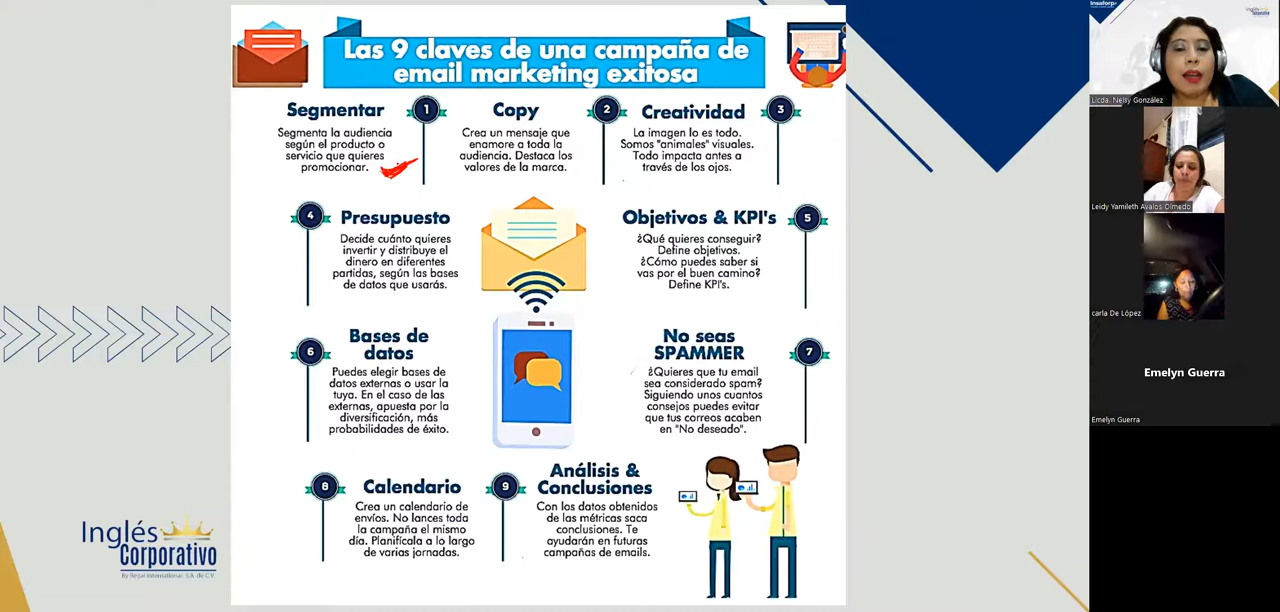 Las 9 claves de una campaña de
email marketing exitosa
Segmentar
1
Segmenta la audiencia
según el producto o
servicio que quieres
promocionar.
Copy
2
Crea un mensaje que
enamore a toda la
audiencia. Destaca los
valores de la marca.
Creatividad
3
La imagen lo es todo.
Somos "animales" visuales.
Todo impacta antes a
través de los ojos.
4
Presupuesto
Decide cuánto quieres
invertir y distribuye el
dinero en diferentes
partidas, según las bases
de datos que usarás.
Objetivos & KPI's
5
¿Qué quieres conseguir?
Define objetivos.
¿Cómo puedes saber si
vas por el buen camino?
Define KPI's.
6
Bases de
datos
Puedes elegir bases de
datos externas o usar la
tuya. En el caso de las
externas, apuesta por la
diversificación, más
probabilidades de éxito.
No seas
SPAMMER
7
¿Quieres que tu email
sea considerado spam?
Siguiendo unos cuantos
consejos puedes evitar
que tus correos acaben
en "No deseado".
8
Calendario
Crea un calendario de
envíos. No lances toda
la campaña el mismo
día. Planifícala a lo largo
de varias jornadas.
9
Análisis &
Conclusiones
Con los datos obtenidos
de las métricas saca
conclusiones. Te
ayudarán en futuras
campañas de emails.
Inglés
Corporativo
By Regal International, S.A. de C.V.
Insaforp
Inglés
Corporativo
Licda. Nelsy González
Leidy Yamileth Avalos Olmedo
carla De López
Emelyn Guerra
Emelyn Guerra